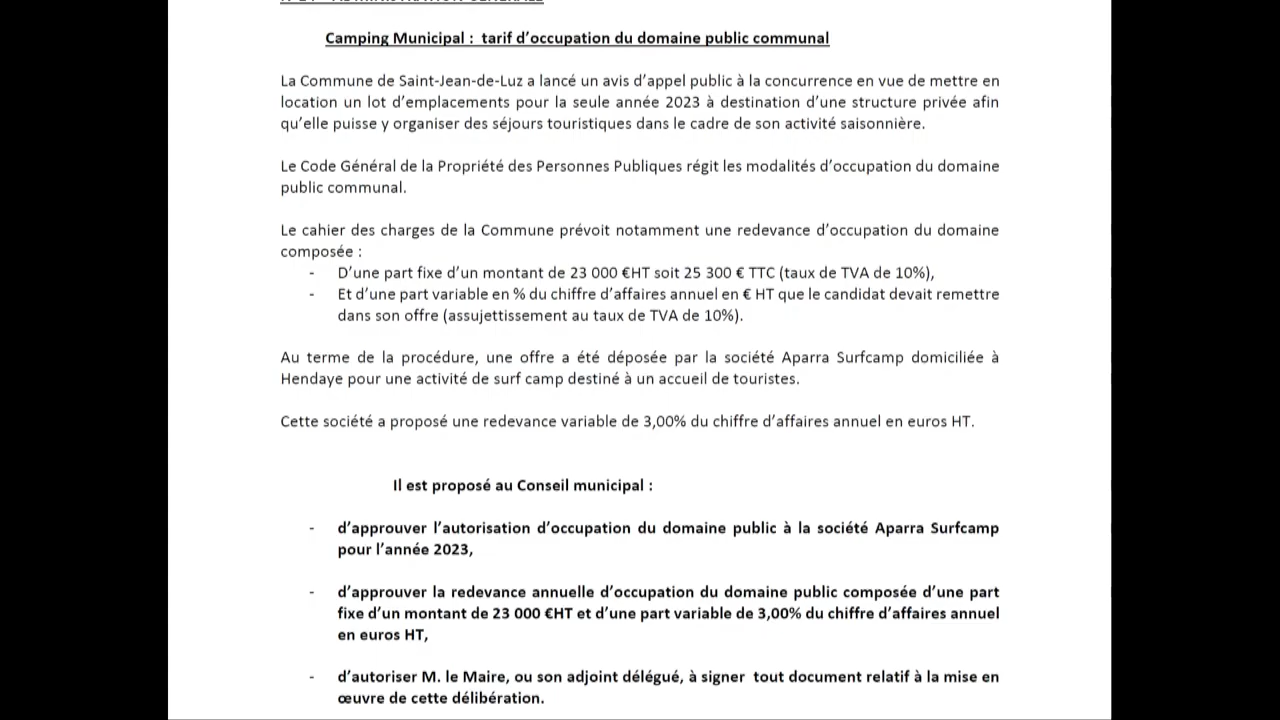 Camping Municipal : tarif d’occupation du domaine public communal
La Commune de Saint-Jean-de-Luz a lancé un avis d’appel public à la concurrence en vue de mettre en
location un lot d’emplacements pour la seule année 2023 à destination d’une structure privée afin
qu’elle puisse y organiser des séjours touristiques dans le cadre de son activité saisonnière.
Le Code Général de la Propriété des Personnes Publiques régit les modalités d’occupation du domaine
public communal.
Le cahier des charges de la Commune prévoit notamment une redevance d’occupation du domaine
composée :
- D’une part fixe d’un montant de 23 000 €HT soit 25 300 € TTC (taux de TVA de 10%),
- Et d’une part variable en % du chiffre d’affaires annuel en € HT que le candidat devait remettre
dans son offre (assujettissement au taux de TVA de 10%).
Au terme de la procédure, une offre a été déposée par la société Aparra Surfcamp domiciliée à
Hendaye pour une activité de surf camp destiné à un accueil de touristes.
Cette société a proposé une redevance variable de 3,00% du chiffre d’affaires annuel en euros HT.
Il est proposé au Conseil municipal :
- d’approuver l’autorisation d’occupation du domaine public à la société Aparra Surfcamp
pour l’année 2023,
- d’approuver la redevance annuelle d’occupation du domaine public composée d’une part
fixe d’un montant de 23 000 €HT et d’une part variable de 3,00% du chiffre d’affaires annuel
en euros HT,
- d’autoriser M. le Maire, ou son adjoint délégué, à signer tout document relatif à la mise en
œuvre de cette délibération.